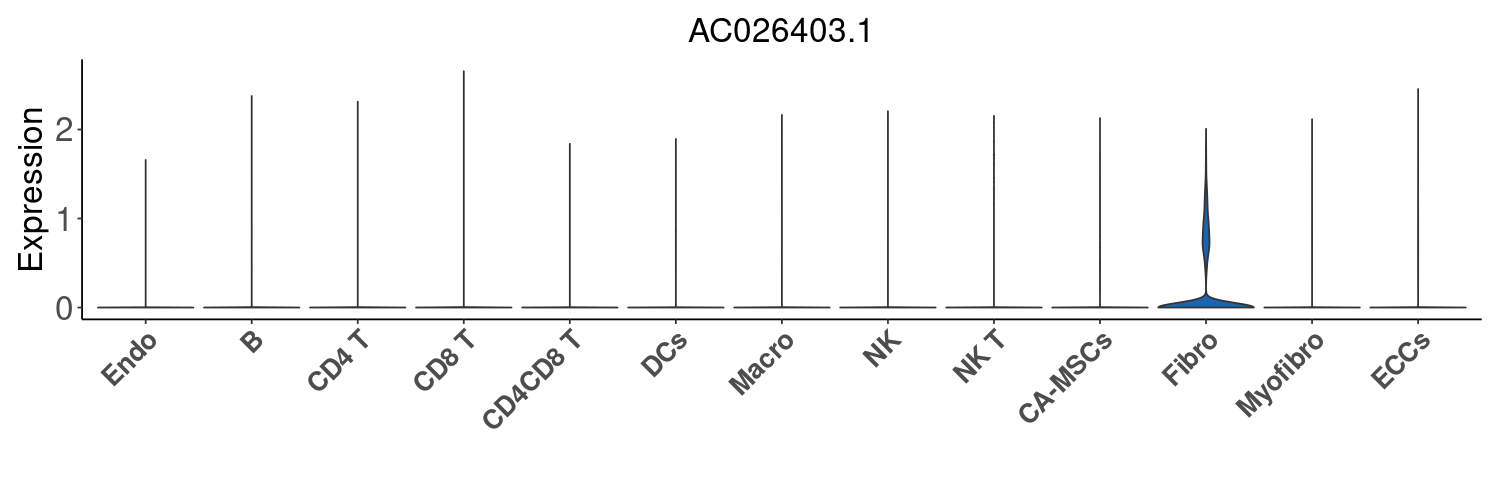 AC026403.1
Expression
2
1
0
Endo
B
CD4 T
CD8 T
CD4CD8 T
DCs
Macro
NK
NK T
CA-MSCs
Fibro
Myofibro
ECCs